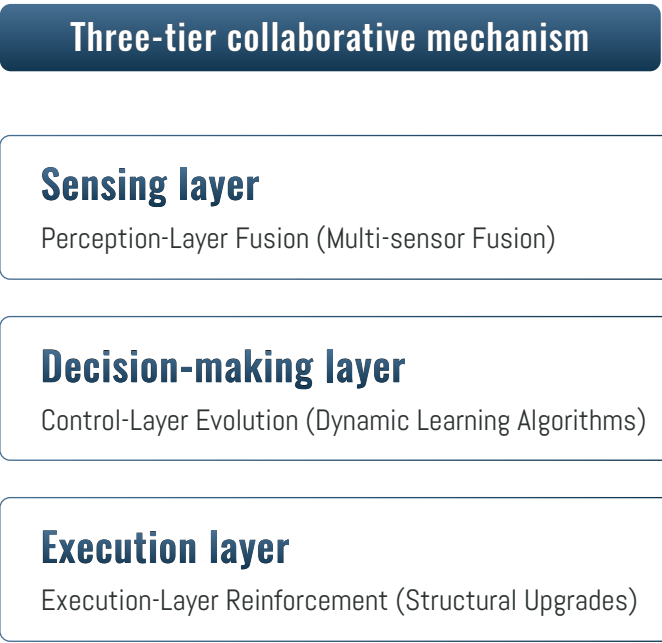 Three-tier collaborative mechanism
Sensing layer
Perception-Layer Fusion (Multi-sensor Fusion)
Decision-making layer
Control-Layer Evolution (Dynamic Learning Algorithms)
Execution layer
Execution-Layer Reinforcement (Structural Upgrades)